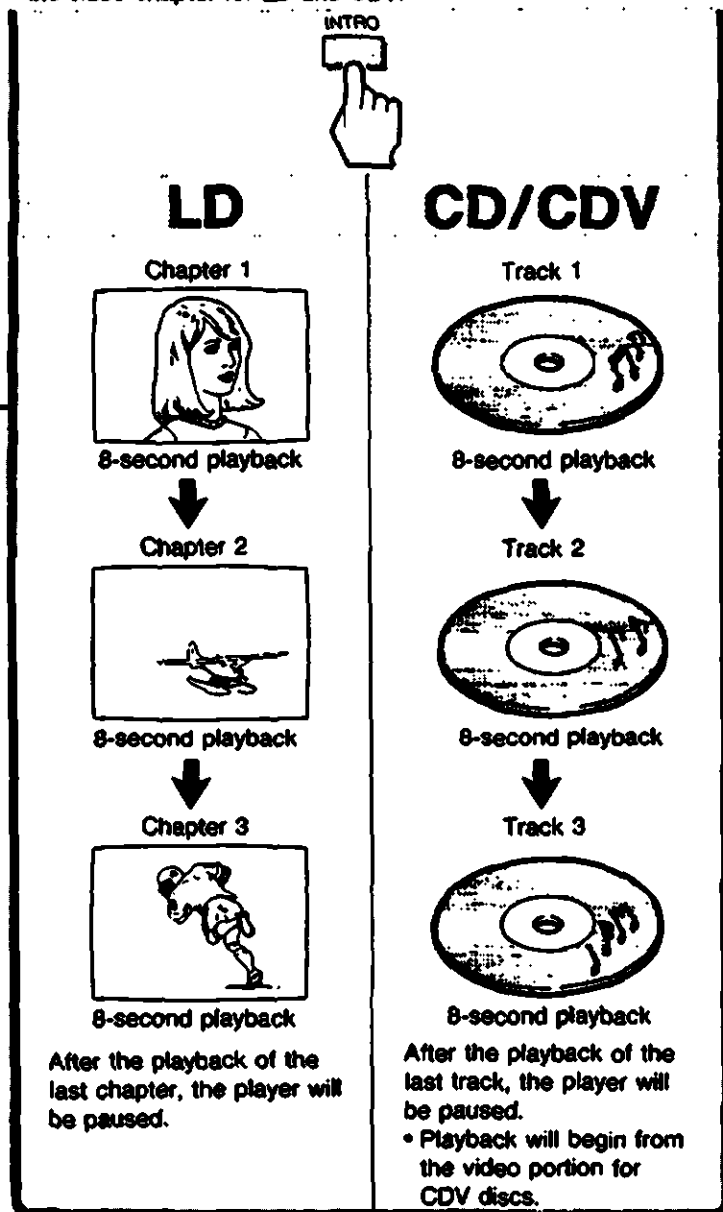 INTRO
LD
Chapter 1
8-second playback
Chapter 2
8-second playback
Chapter 3
8-second playback
After the playback of the
last chapter, the player will
be paused.
CD/CDV
Track 1
8-second playback
Track 2
8-second playback
Track 3
8-second playback
After the playback of the
last track, the player will
be paused.
• Playback will begin from
the video portion for
CDV discs.